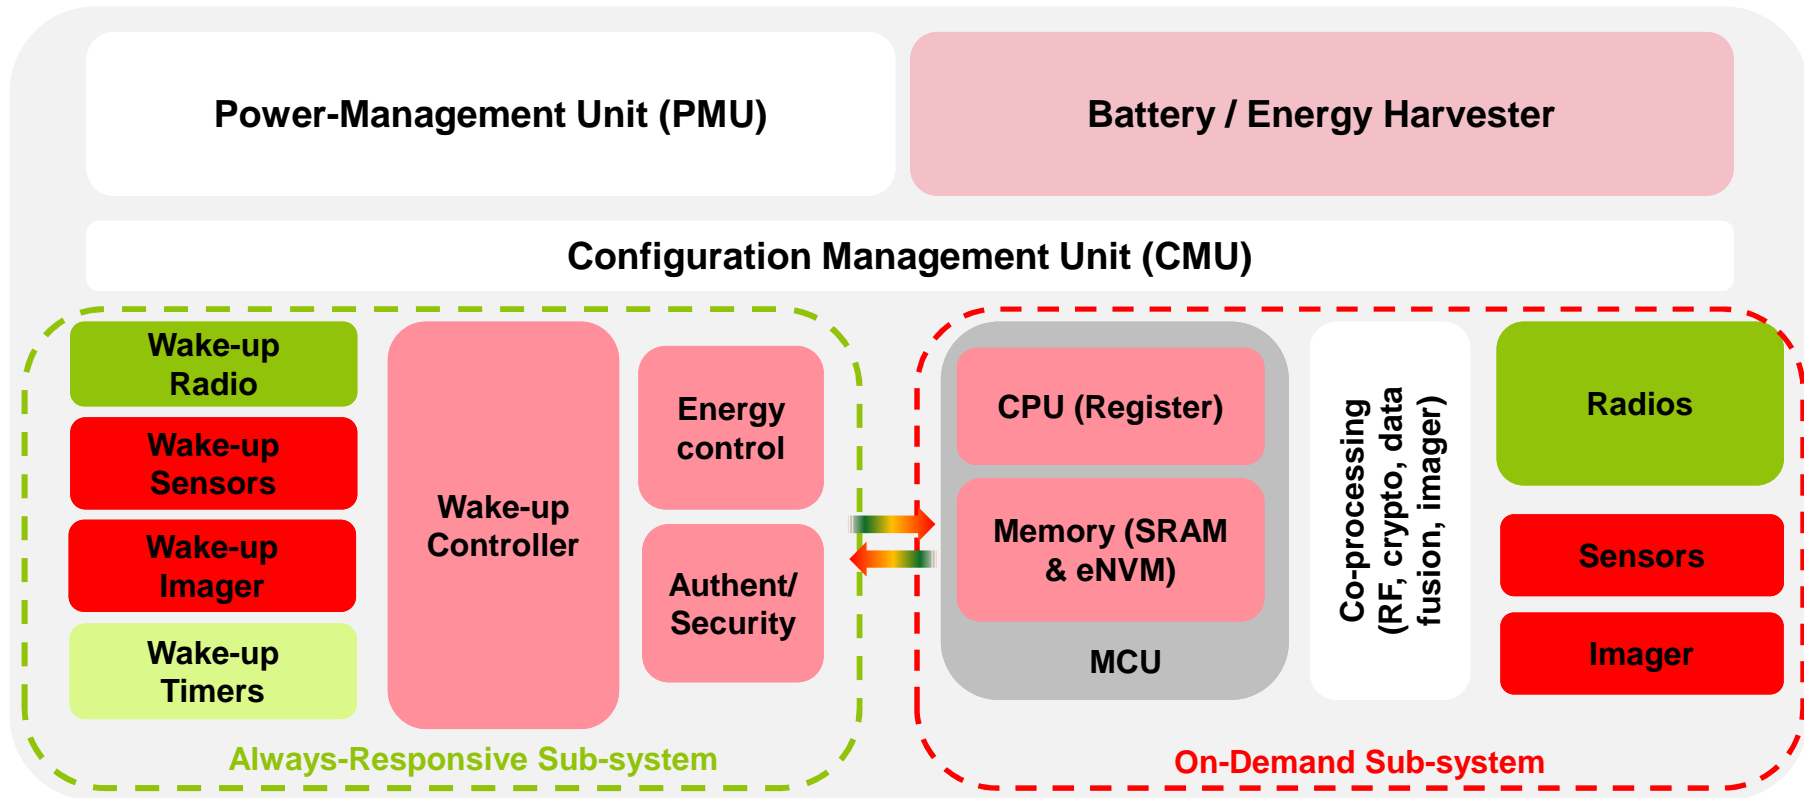 Power-Management Unit (PMU)
Battery / Energy Harvester
Configuration Management Unit (CMU)
Wake-up
Radio
Wake-up
Sensors
Wake-up
Imager
Wake-up
Timers
Wake-up
Controller
Energy
control
Authent/
Security
Always-Responsive Sub-system
CPU (Register)
Memory (SRAM
& eNVM)
MCU
Co-processing
(RF, crypto, data
fusion, imager)
Radios
Sensors
Imager
On-Demand Sub-system